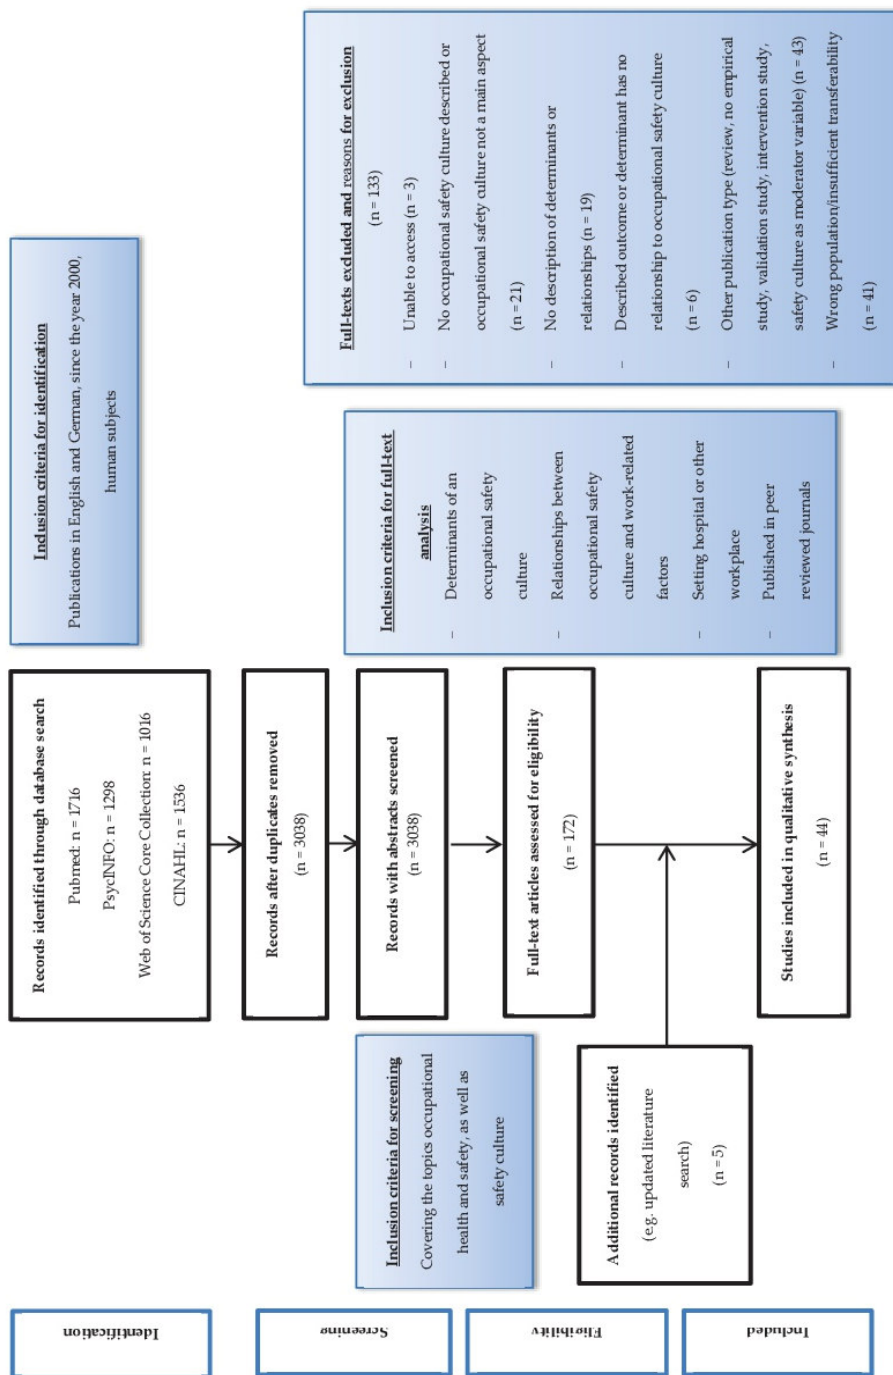 Identification
Records identified through database search
Pubmed: n = 1716
PsycINFO: n = 1298
Web of Science Core Collection: n = 1016
CINAHL: n = 1536
Inclusion criteria for identification
Publications in English and German, since the year 2000,
human subjects
Screening
Records after duplicates removed
(n = 3038)
Inclusion criteria for screening
Covering the topics occupational
health and safety, as well as
safety culture
Records with abstracts screened
(n = 3038)
Inclusion criteria for full-text
analysis
– Determinants of an
occupational safety
culture
– Relationships between
occupational safety
culture and work-related
factors
– Setting hospital or other
workplace
– Published in peer
reviewed journals
Eligibility
Full-text articles assessed for eligibility
(n = 172)
Full-texts excluded and reasons for exclusion
(n = 133)
– Unable to access (n = 3)
– No occupational safety culture described or
occupational safety culture not a main aspect
(n = 21)
– No description of determinants or
relationships (n = 19)
– Described outcome or determinant has no
relationship to occupational safety culture
(n = 6)
– Other publication type (review, no empirical
study, validation study, intervention study,
safety culture as moderator variable) (n = 43)
– Wrong population/insufficient transferability
(n = 41)
Additional records identified
(e.g. updated literature
search)
(n = 5)
Included
Studies included in qualitative synthesis
(n = 44)